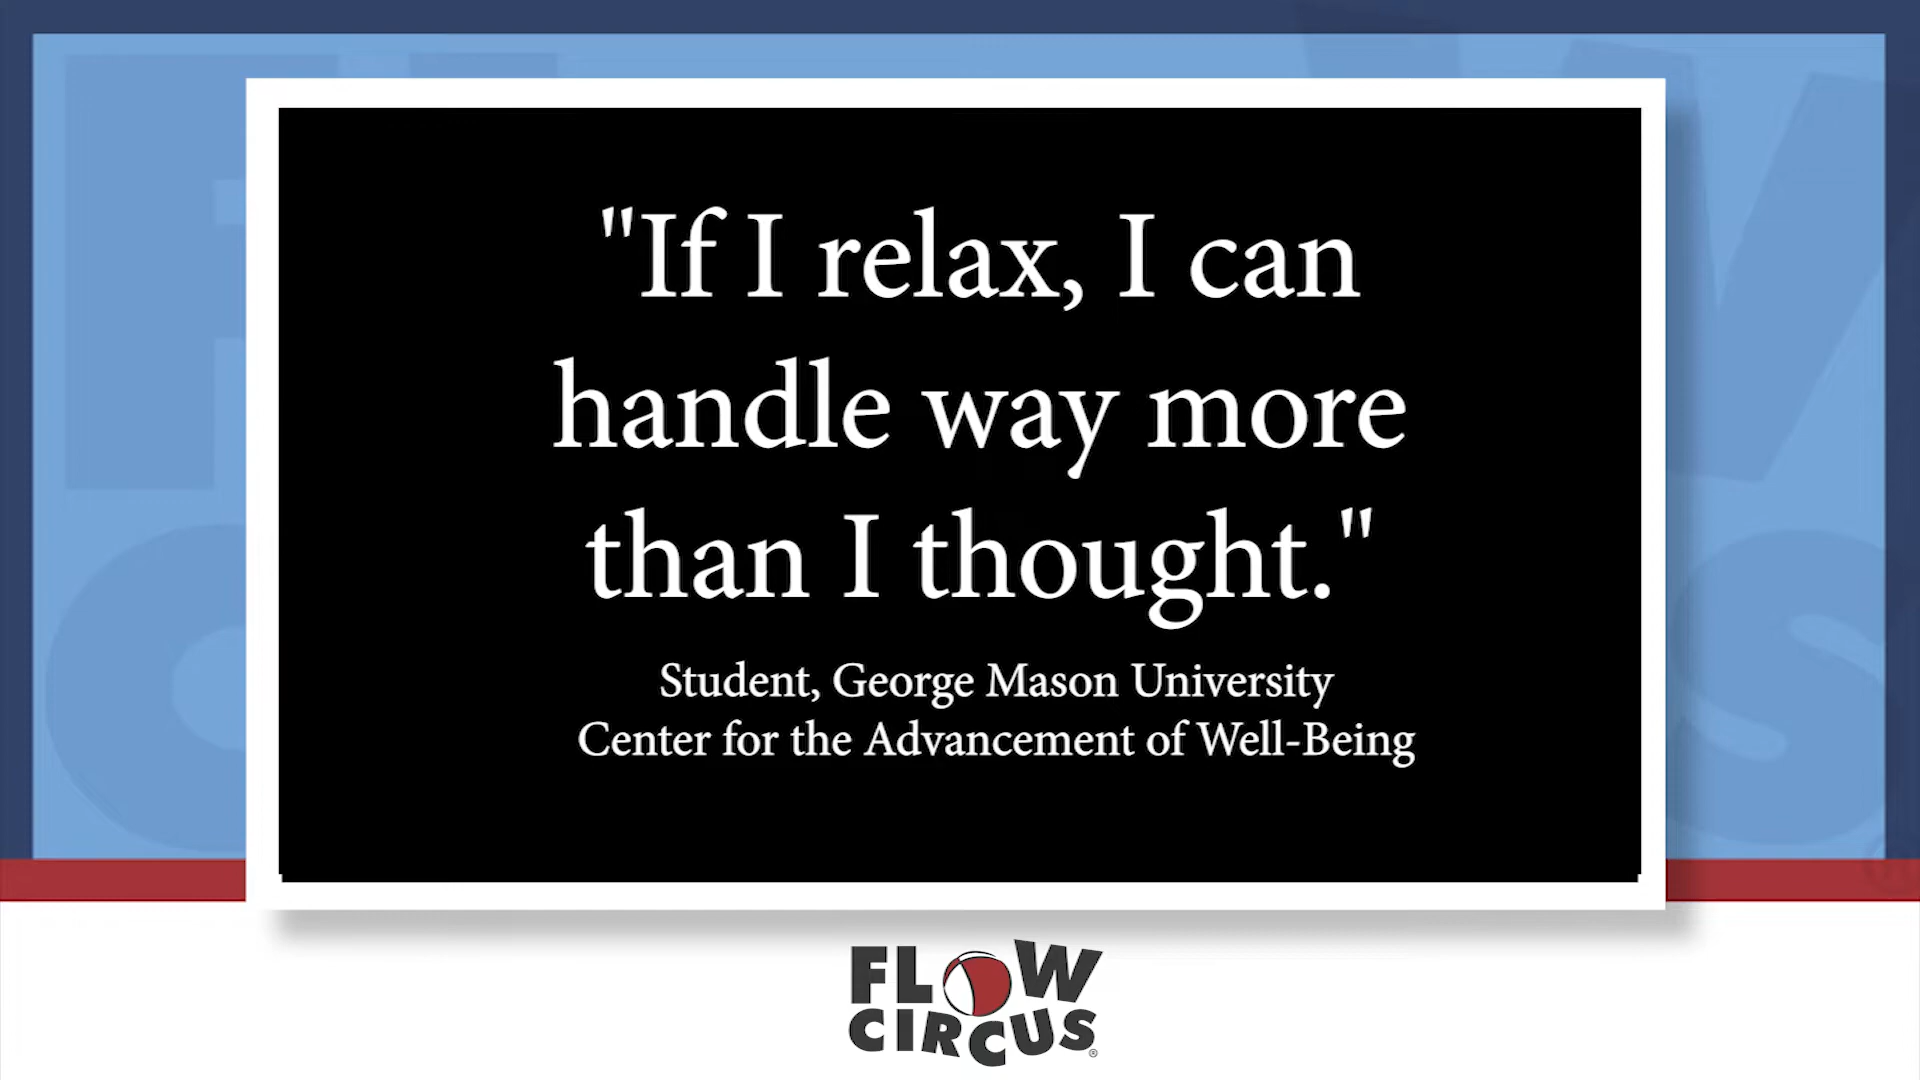 "If I relax, I can
handle way more
than I thought."
Student, George Mason University
Center for the Advancement of Well-Being
FLOW
CIRCUS®